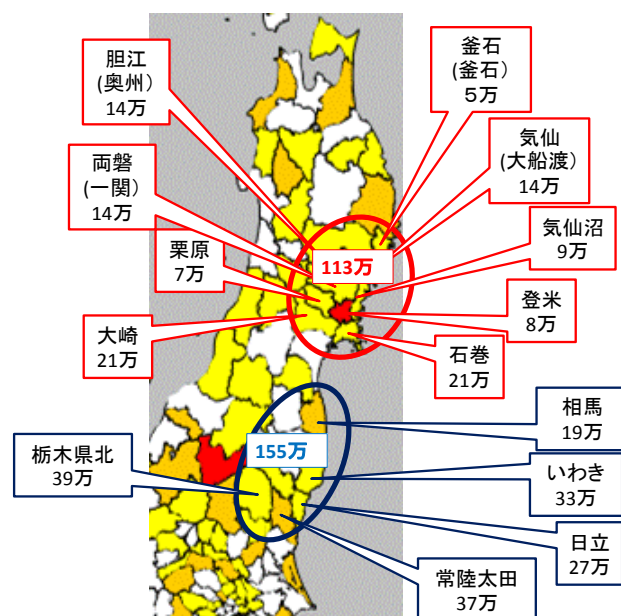 胆江
(奥州)
14万
釜石
(釜石)
5万
両磐
(一関)
14万
気仙
(大船渡)
14万
栗原
7万
113万
気仙沼
9万
大崎
21万
登米
8万
石巻
21万
相馬
19万
栃木県北
39万
155万
いわき
33万
日立
27万
常陸太田
37万